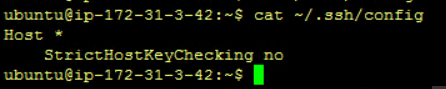 ubuntu@ip-172-31-3-42:~$ cat ~/.ssh/config
Host *
    StrictHostKeyChecking no
ubuntu@ip-172-31-3-42:~$